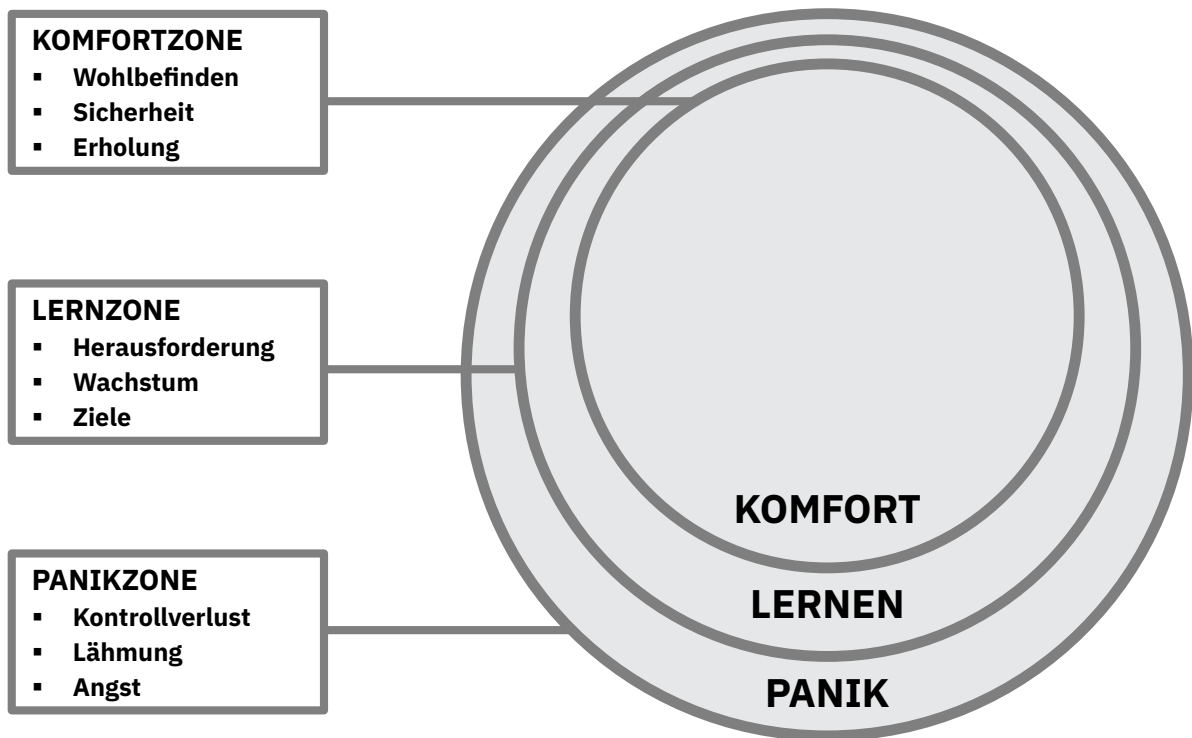 KOMFORTZONE
▪ Wohlbefinden
▪ Sicherheit
▪ Erholung
LERNZONE
▪ Herausforderung
▪ Wachstum
▪ Ziele
PANIKZONE
▪ Kontrollverlust
▪ Lähmung
▪ Angst
KOMFORT
LERNEN
PANIK